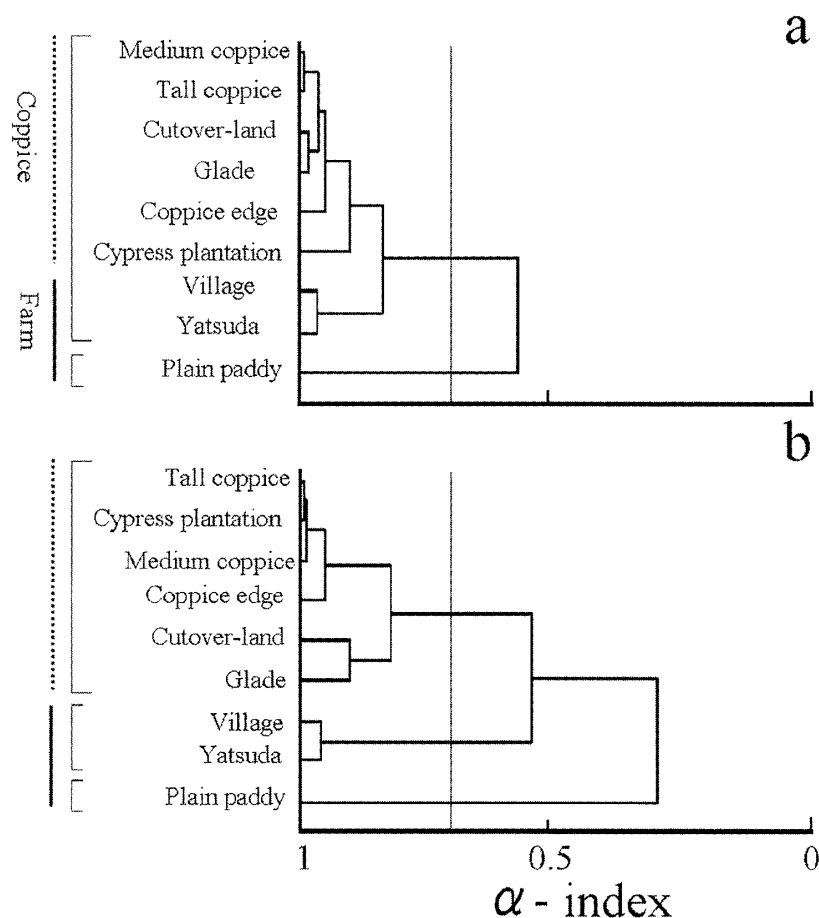 a
Coppice
Farm
Medium coppice
Tall coppice
Cutover-land
Glade
Coppice edge
Cypress plantation
Village
Yatsuda
Plain paddy
b
Tall coppice
Cypress plantation
Medium coppice
Coppice edge
Cutover-land
Glade
Village
Yatsuda
Plain paddy
1 0.5 0
α - index